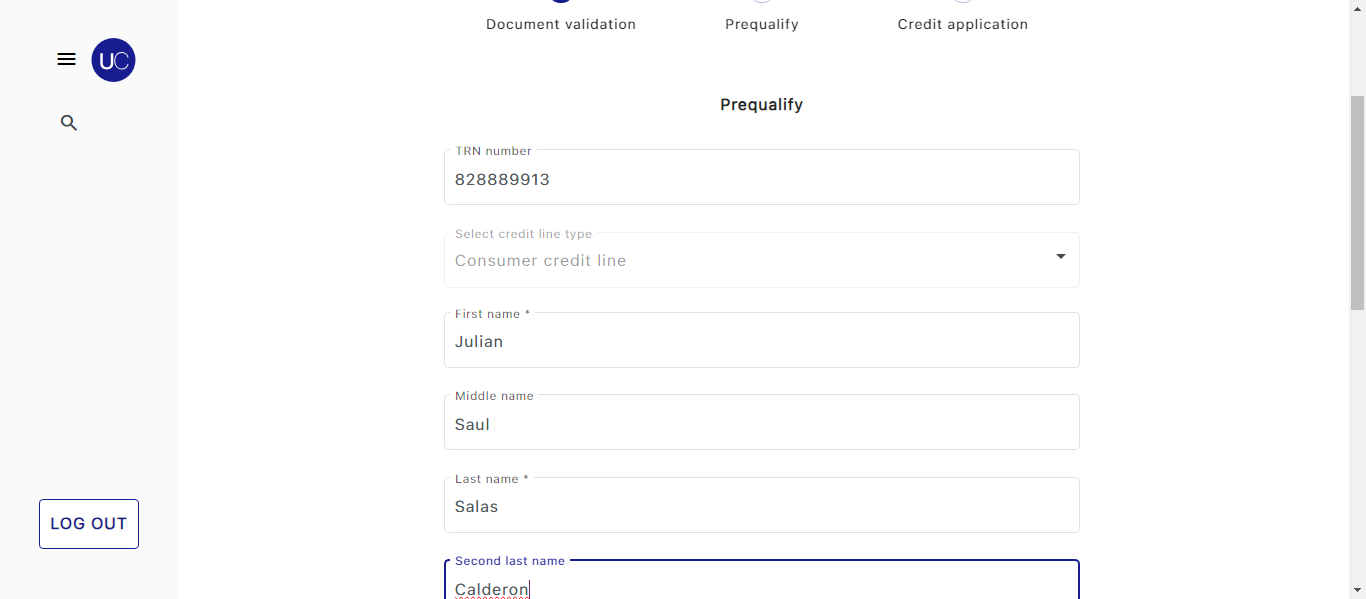 Document validation Prequalify Credit application
UC
Prequalify
TRN number
828889913
Select credit line type
Consumer credit line
First name *
Julian
Middle name
Saul
Last name *
Salas
LOG OUT
Second last name
Calderon